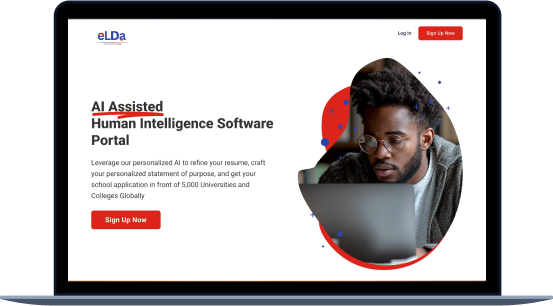 eLDa
Log In
Sign Up Now
AI Assisted
Human Intelligence Software
Portal
Leverage our personalized AI to refine your resume, craft
your personalized statement of purpose, and get your
school application in front of 5,000 Universities and
Colleges Globally
Sign Up Now